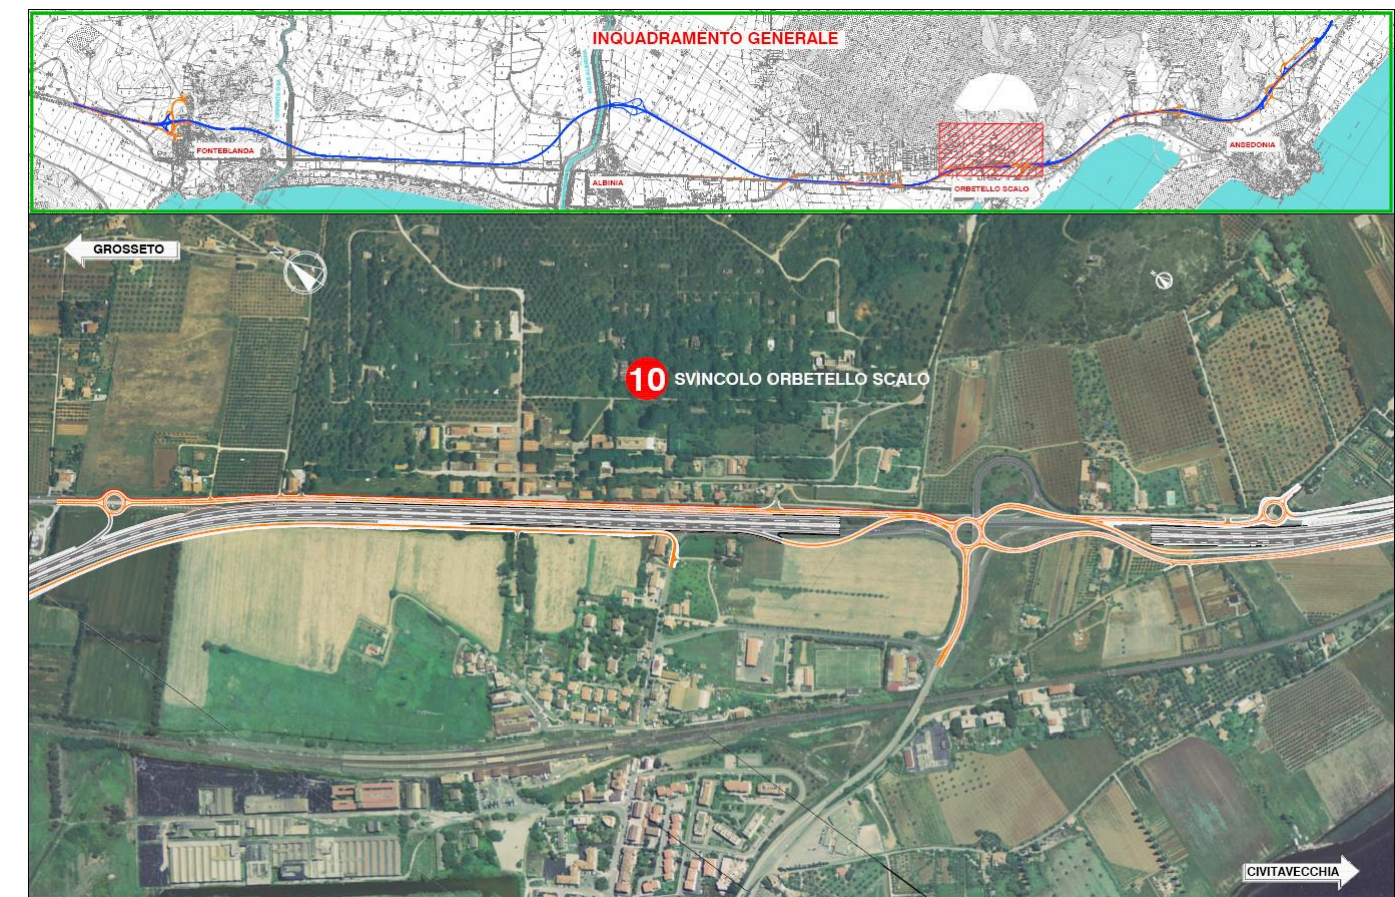 INQUADRAMENTO GENERALE
FONTEBLANDA
ALBINIA
ORBETELLO SCALO
ANSEDONIA
GROSSETO
N
10 SVINCOLO ORBETELLO SCALO
CIVITAVECCHIA